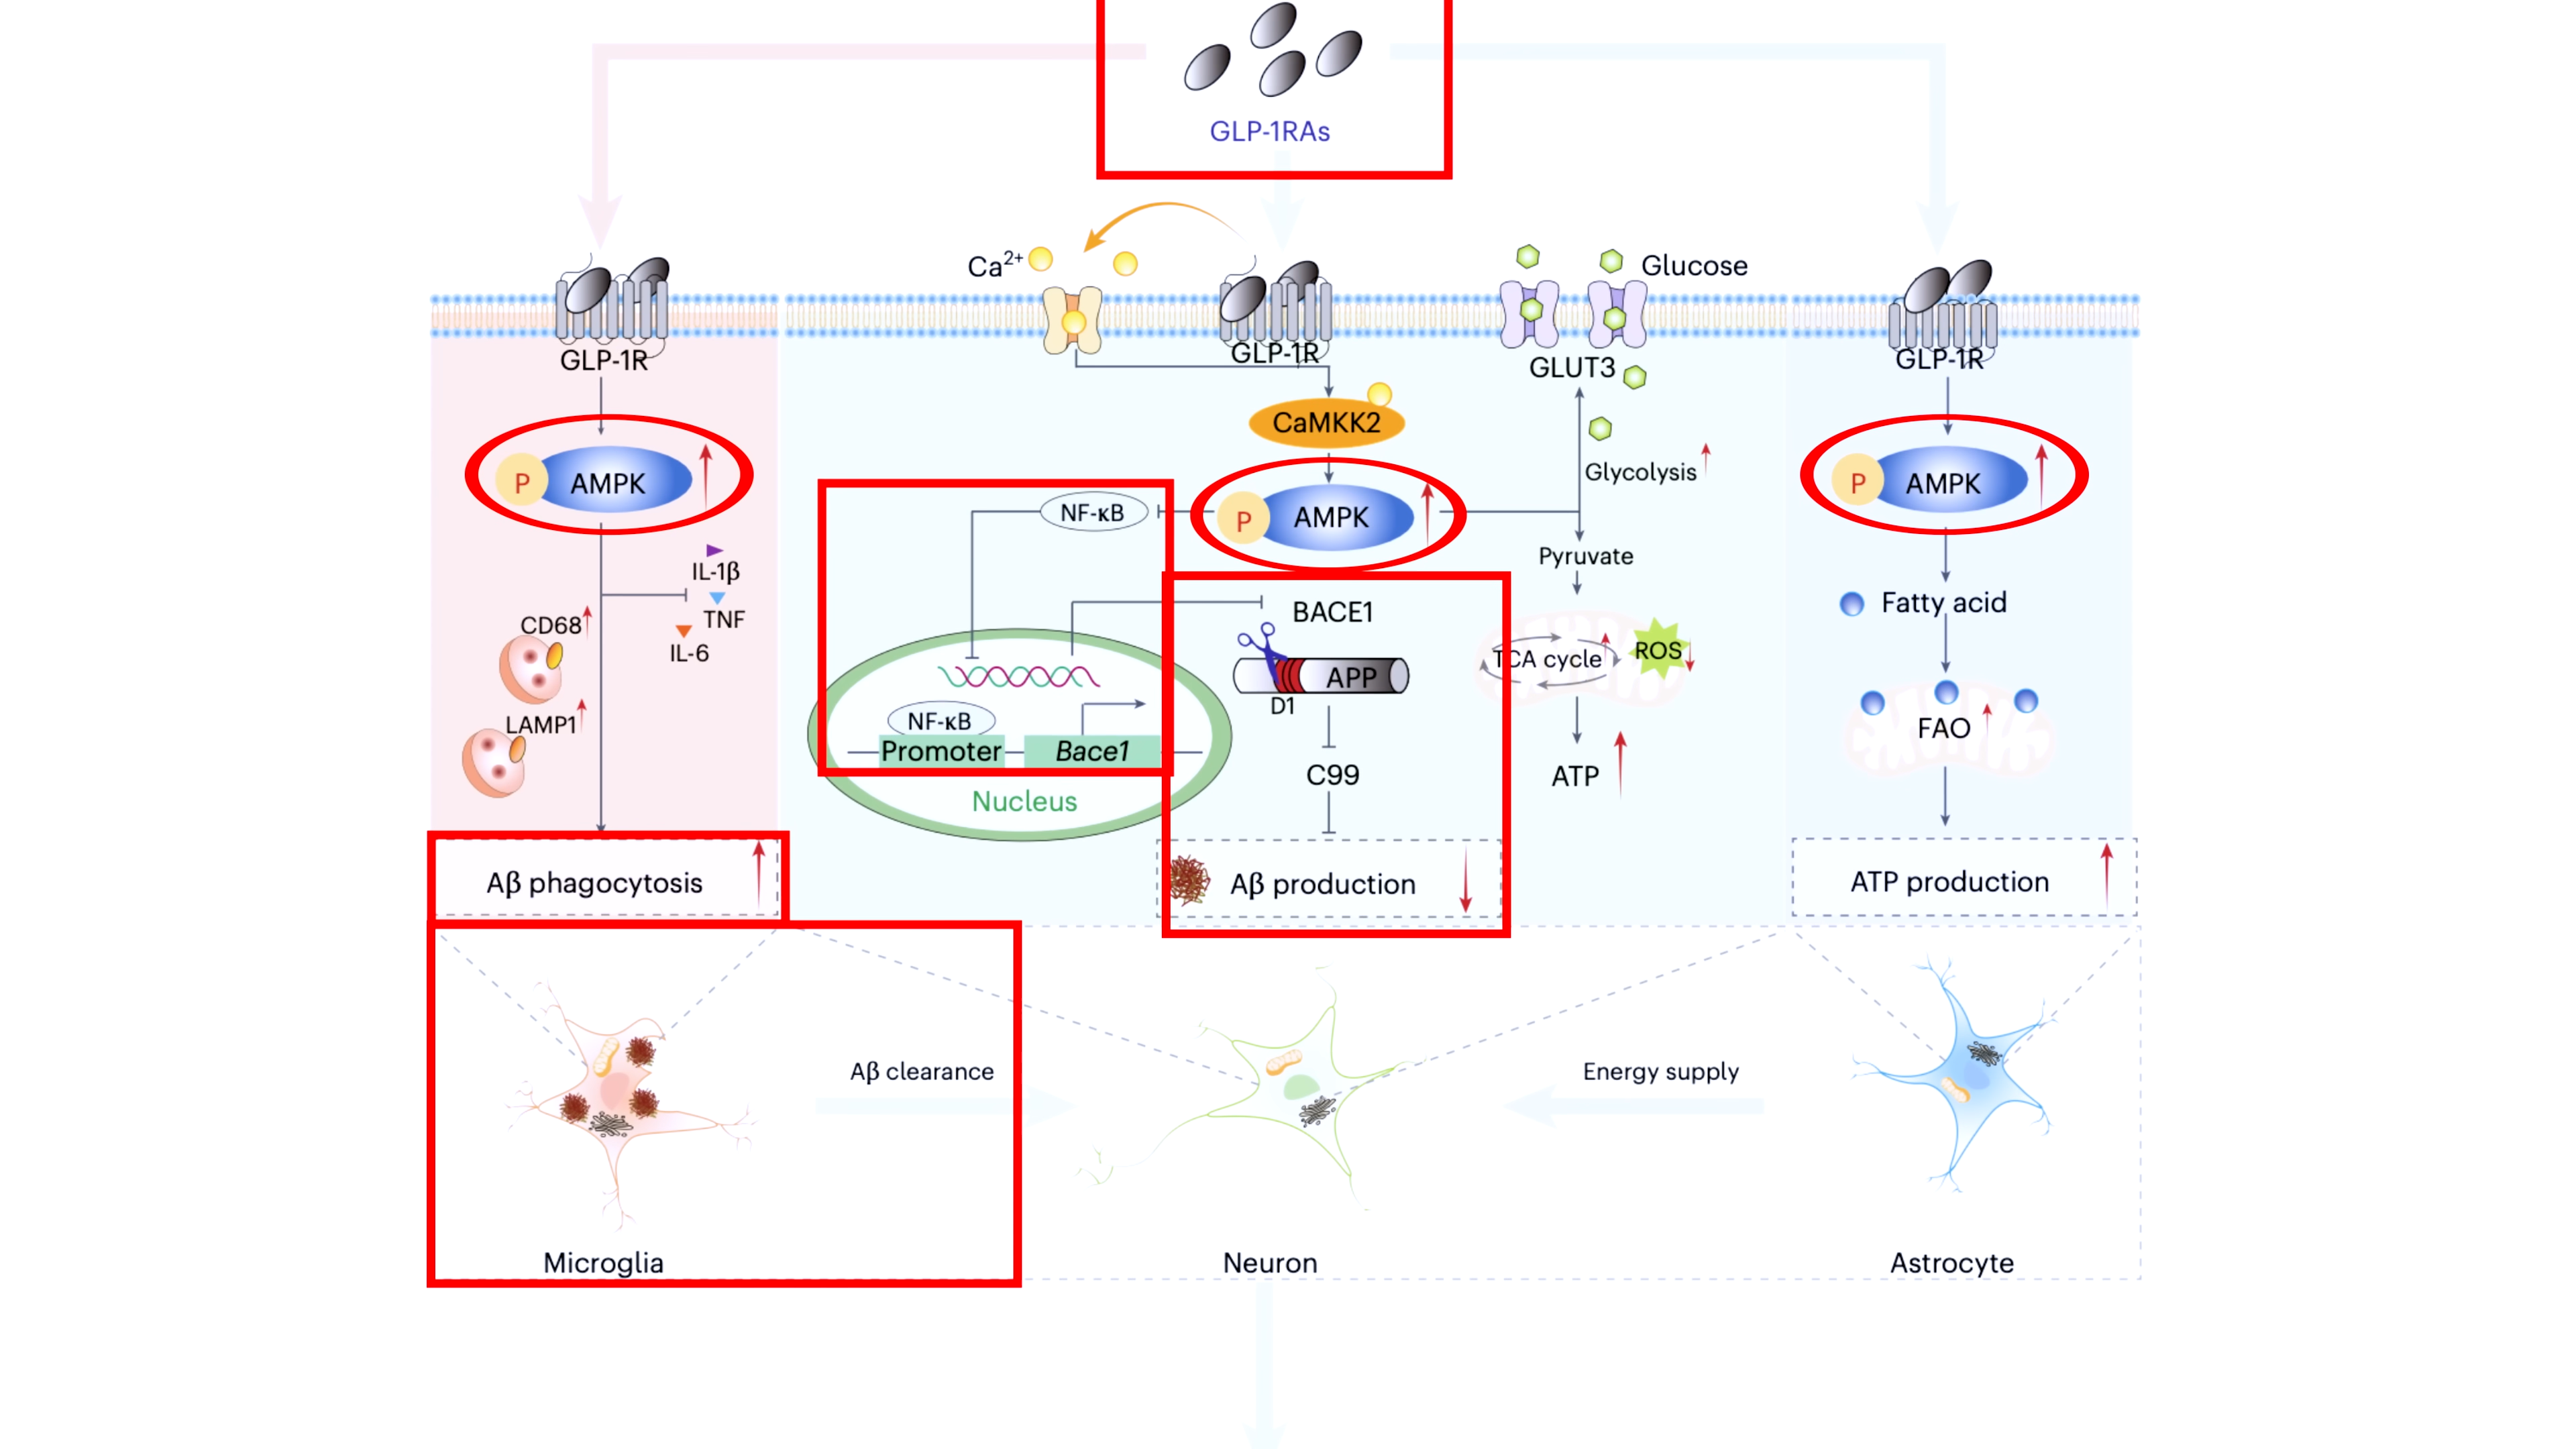 GLP-1RAs
Ca²⁺
Glucose
GLP-1R
GLP-1R
GLUT3
GLP-1R
CaMKK2
P AMPK
Glycolysis
P AMPK
NF-κB
P AMPK
Pyruvate
IL-1β
TNF
IL-6
CD68
LAMP1
BACE1
APP
D1
C99
TCA cycle
ROS
ATP
Fatty acid
FAO
NF-κB
Promoter
Bace1
Nucleus
Aβ phagocytosis
Aβ production
ATP production
Aβ clearance
Energy supply
Microglia
Neuron
Astrocyte